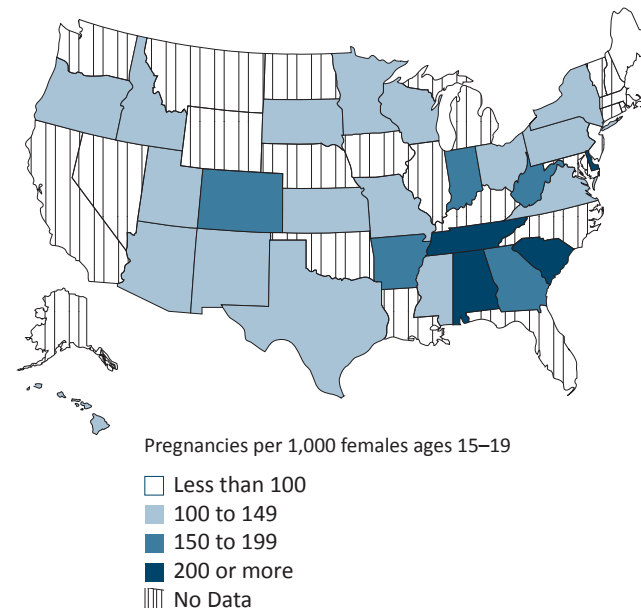 Pregnancies per 1,000 females ages 15–19
Less than 100
100 to 149
150 to 199
200 or more
No Data